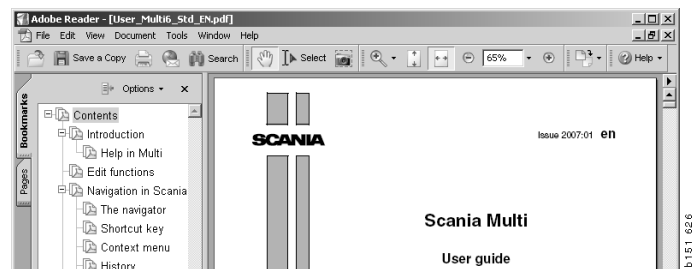 Adobe Reader - [User_Multi6_Std_EN.pdf]
File Edit View Document Tools Window Help
Save a Copy Search Select 65% Help
Options x
Bookmarks
Pages
Contents
Introduction
Help in Multi
Edit functions
Navigation in Scania
The navigator
Shortcut key
Context menu
History
SCANIA
Issue 2007:01 en
Scania Multi
User guide
b151 626